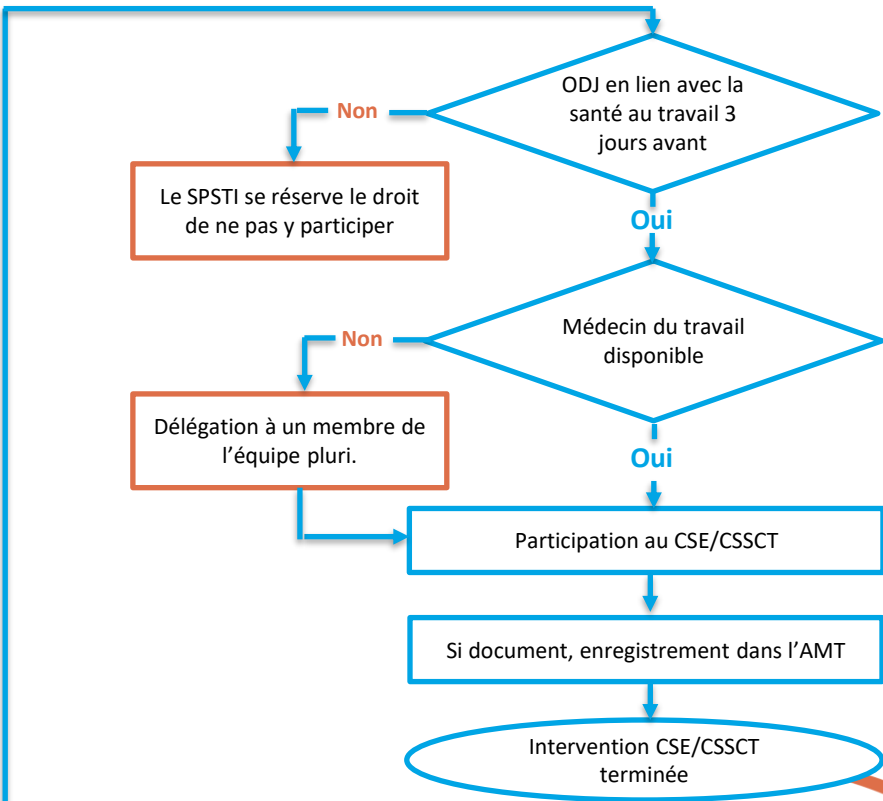 ODJ en lien avec la
santé au travail 3
jours avant
Non
Le SPSTI se réserve le droit
de ne pas y participer
Oui
Médecin du travail
disponible
Non
Délégation à un membre de
l’équipe pluri.
Oui
Participation au CSE/CSSCT
Si document, enregistrement dans l’AMT
Intervention CSE/CSSCT
terminée